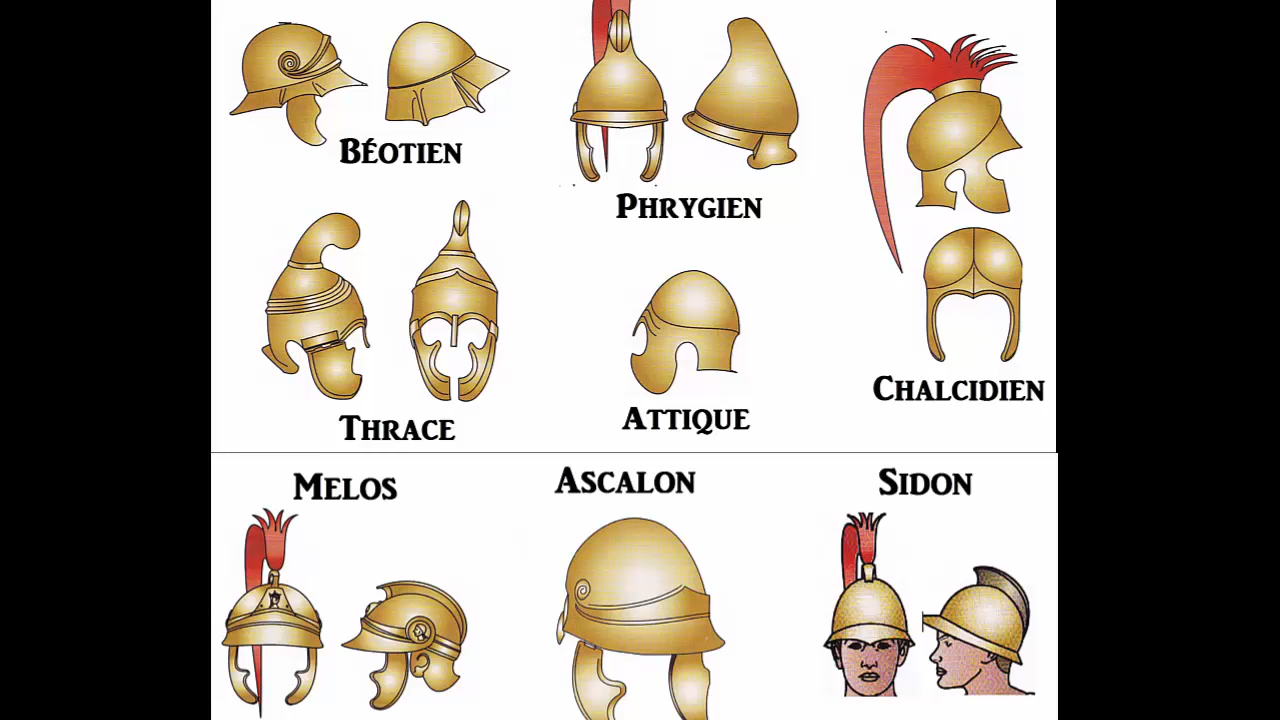 BÉOTIEN
PHRYGIEN
THRACE
ATTIQUE
CHALCIDIEN
MELOS
ASCALON
SIDON